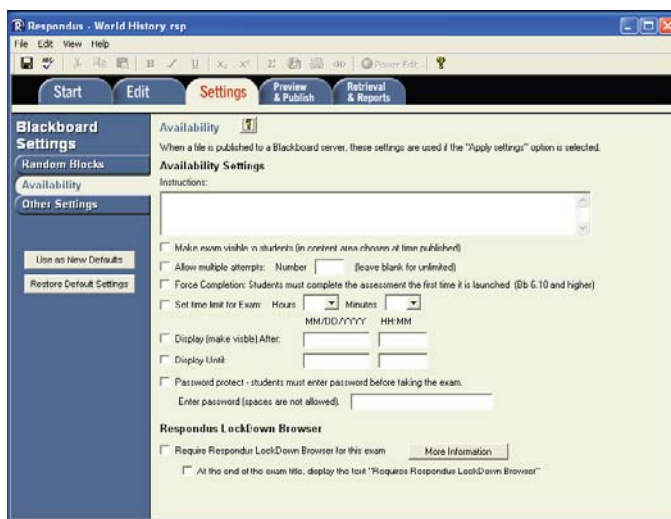 Respondus - World History.rsp
File Edit View Help
B I U X₂ X² Σ Power Edit ?
Start Edit Settings Preview & Publish Retrieval & Reports
Blackboard Settings
Random Blocks
Availability
Other Settings
Use as New Defaults
Restore Default Settings
Availability ?
When a file is published to a Blackboard server, these settings are used if the "Apply settings" option is selected.
Availability Settings
Instructions:
Make exam visible to students (in content area chosen at time published)
Allow multiple attempts: Number (leave blank for unlimited)
Force Completion: Students must complete the assessment the first time it is launched (Bb 6.10 and higher)
Set time limit for Exam: Hours Minutes
MM/DD/YYYY HH:MM
Display (make visible) After:
Display Until:
Password protect - students must enter password before taking the exam.
Enter password (spaces are not allowed).
Respondus LockDown Browser
Require Respondus LockDown Browser for this exam More Information
At the end of the exam title, display the text "Requires Respondus LockDown Browser"